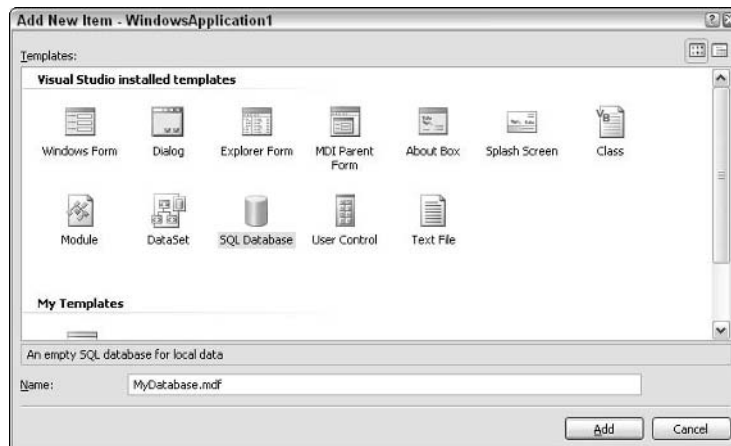 Add New Item - WindowsApplication1
Templates:
Visual Studio installed templates
Windows Form
Dialog
Explorer Form
MDI Parent Form
About Box
Splash Screen
Class
Module
DataSet
SQL Database
User Control
Text File
My Templates
An empty SQL database for local data
Name:
MyDatabase.mdf
Add
Cancel